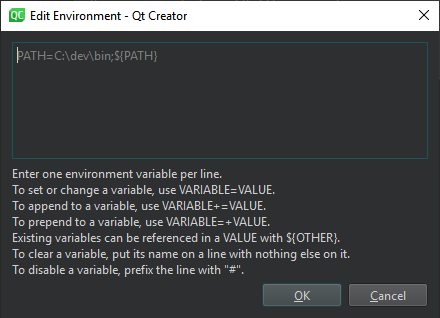 QC Edit Environment - Qt Creator
PATH=C:\dev\bin;${PATH}
Enter one environment variable per line.
To set or change a variable, use VARIABLE=VALUE.
To append to a variable, use VARIABLE+=VALUE.
To prepend to a variable, use VARIABLE=+VALUE.
Existing variables can be referenced in a VALUE with ${OTHER}.
To clear a variable, put its name on a line with nothing else on it.
To disable a variable, prefix the line with "#".
OK Cancel